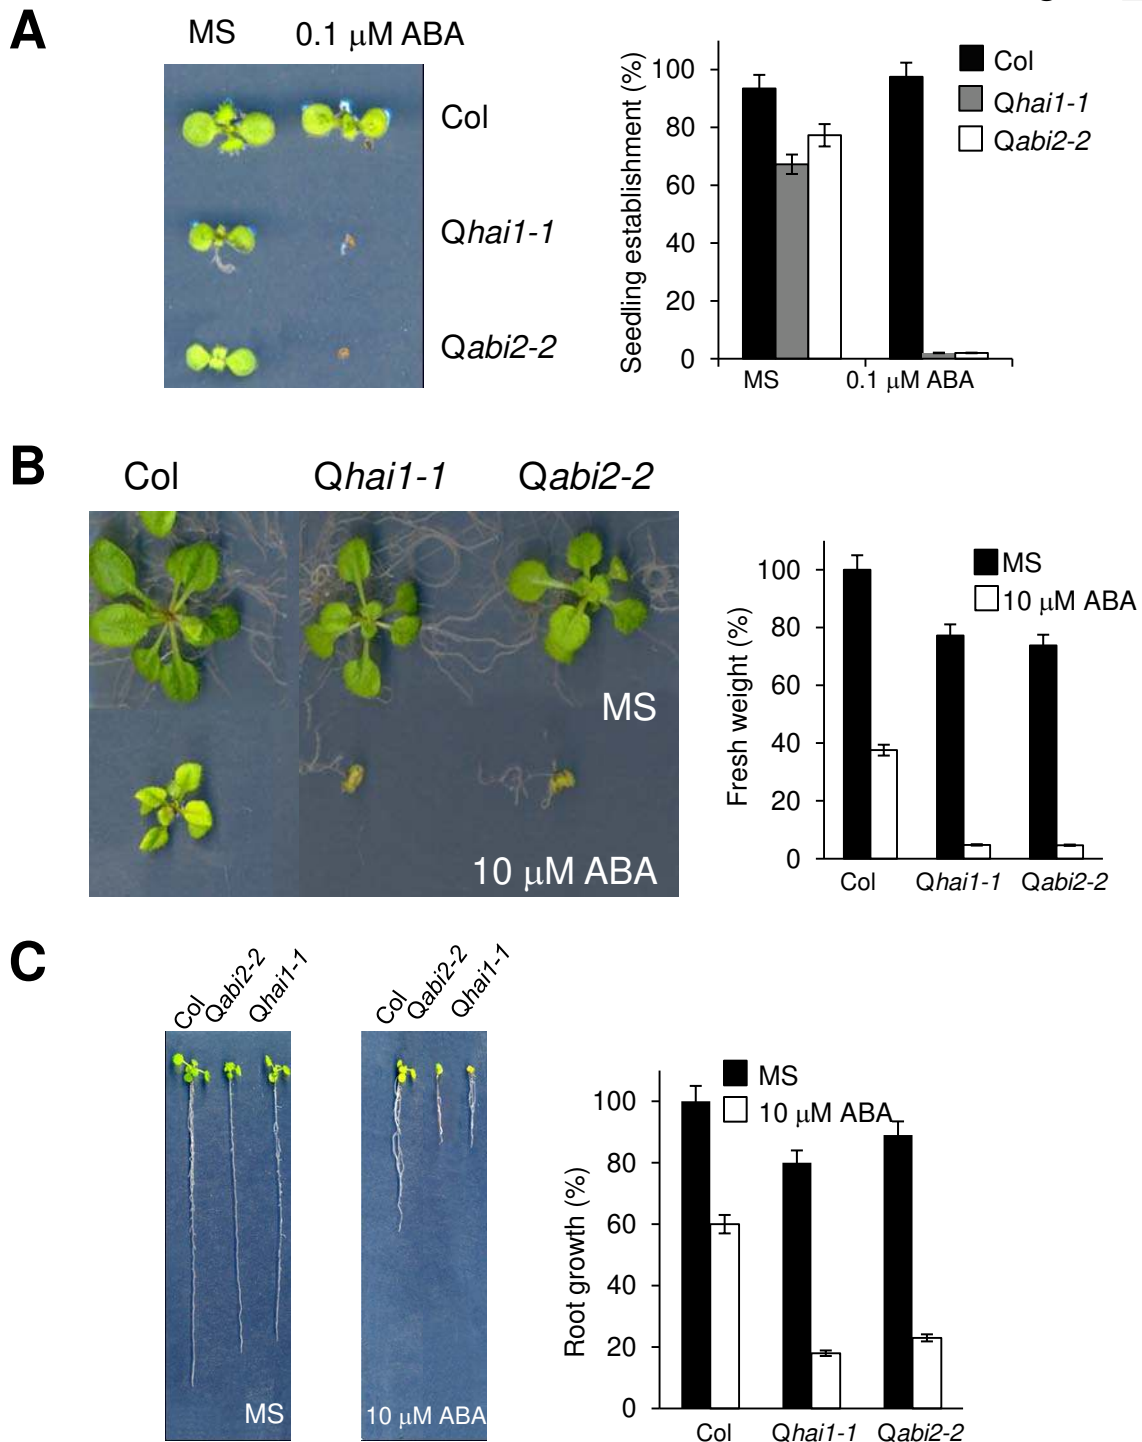 A
MS 0.1 µM ABA
Col
Qhai1-1
Qabi2-2
Seedling establishment (%)
100
80
60
40
20
0
MS 0.1 µM ABA
Col
Qhai1-1
Qabi2-2
B
Col Qhai1-1 Qabi2-2
MS
10 µM ABA
Fresh weight (%)
100
80
60
40
20
0
Col Qhai1-1 Qabi2-2
MS
10 µM ABA
C
Col Qabi2-2 Qhai1-1
MS
Col Qabi2-2 Qhai1-1
10 µM ABA
Root growth (%)
100
80
60
40
20
0
Col Qhai1-1 Qabi2-2
MS
10 µM ABA